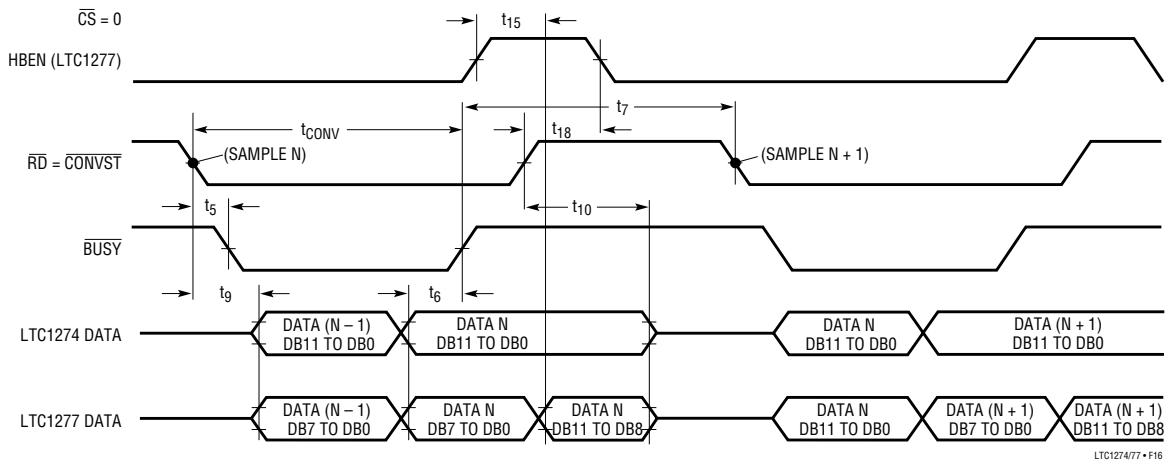 CS = 0
t15
HBEN (LTC1277)
t7
tCONV
t18
(SAMPLE N)
(SAMPLE N + 1)
RD = CONVST
t5
t10
BUSY
t9
t6
LTC1274 DATA
DATA (N – 1)
DB11 TO DB0
DATA N
DB11 TO DB0
DATA N
DB11 TO DB0
DATA (N + 1)
DB11 TO DB0
LTC1277 DATA
DATA (N – 1)
DB7 TO DB0
DATA N
DB7 TO DB0
DATA N
DB11 TO DB8
DATA N
DB11 TO DB0
DATA (N + 1)
DB7 TO DB0
DATA (N + 1)
DB11 TO DB8
LTC1274/77 • F16